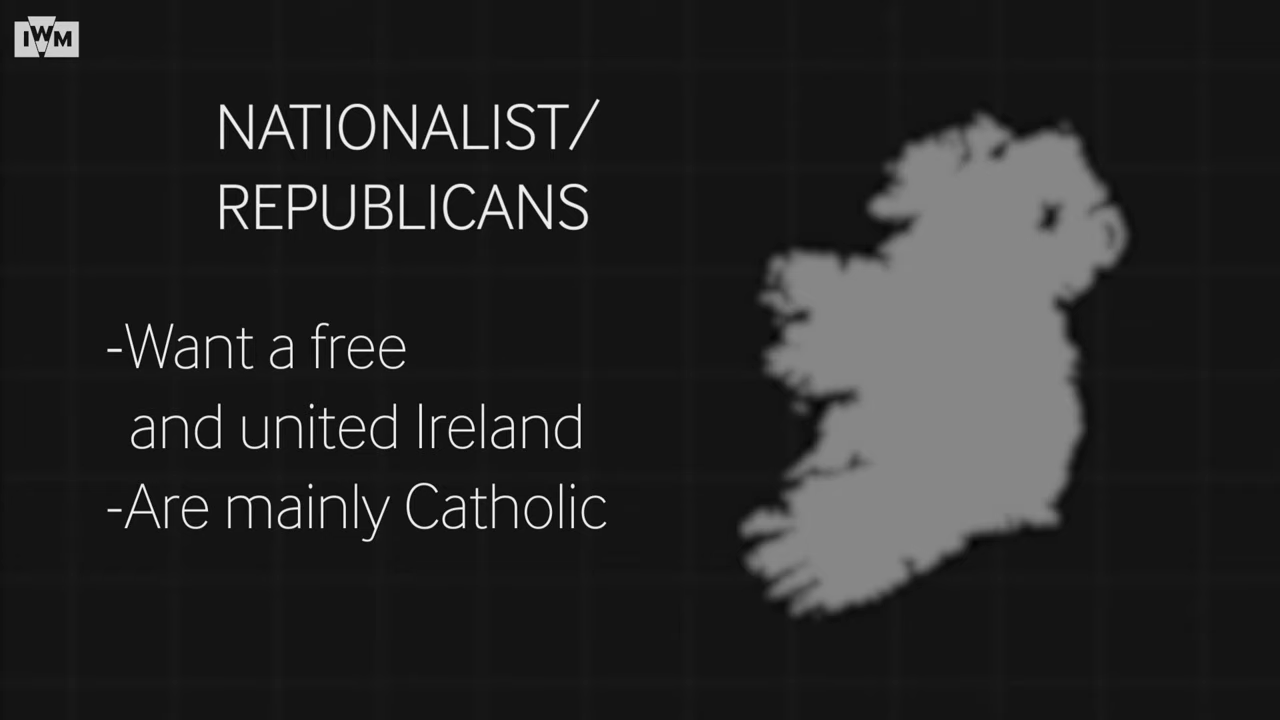 IWM
NATIONALIST/
REPUBLICANS
-Want a free
and united Ireland
-Are mainly Catholic